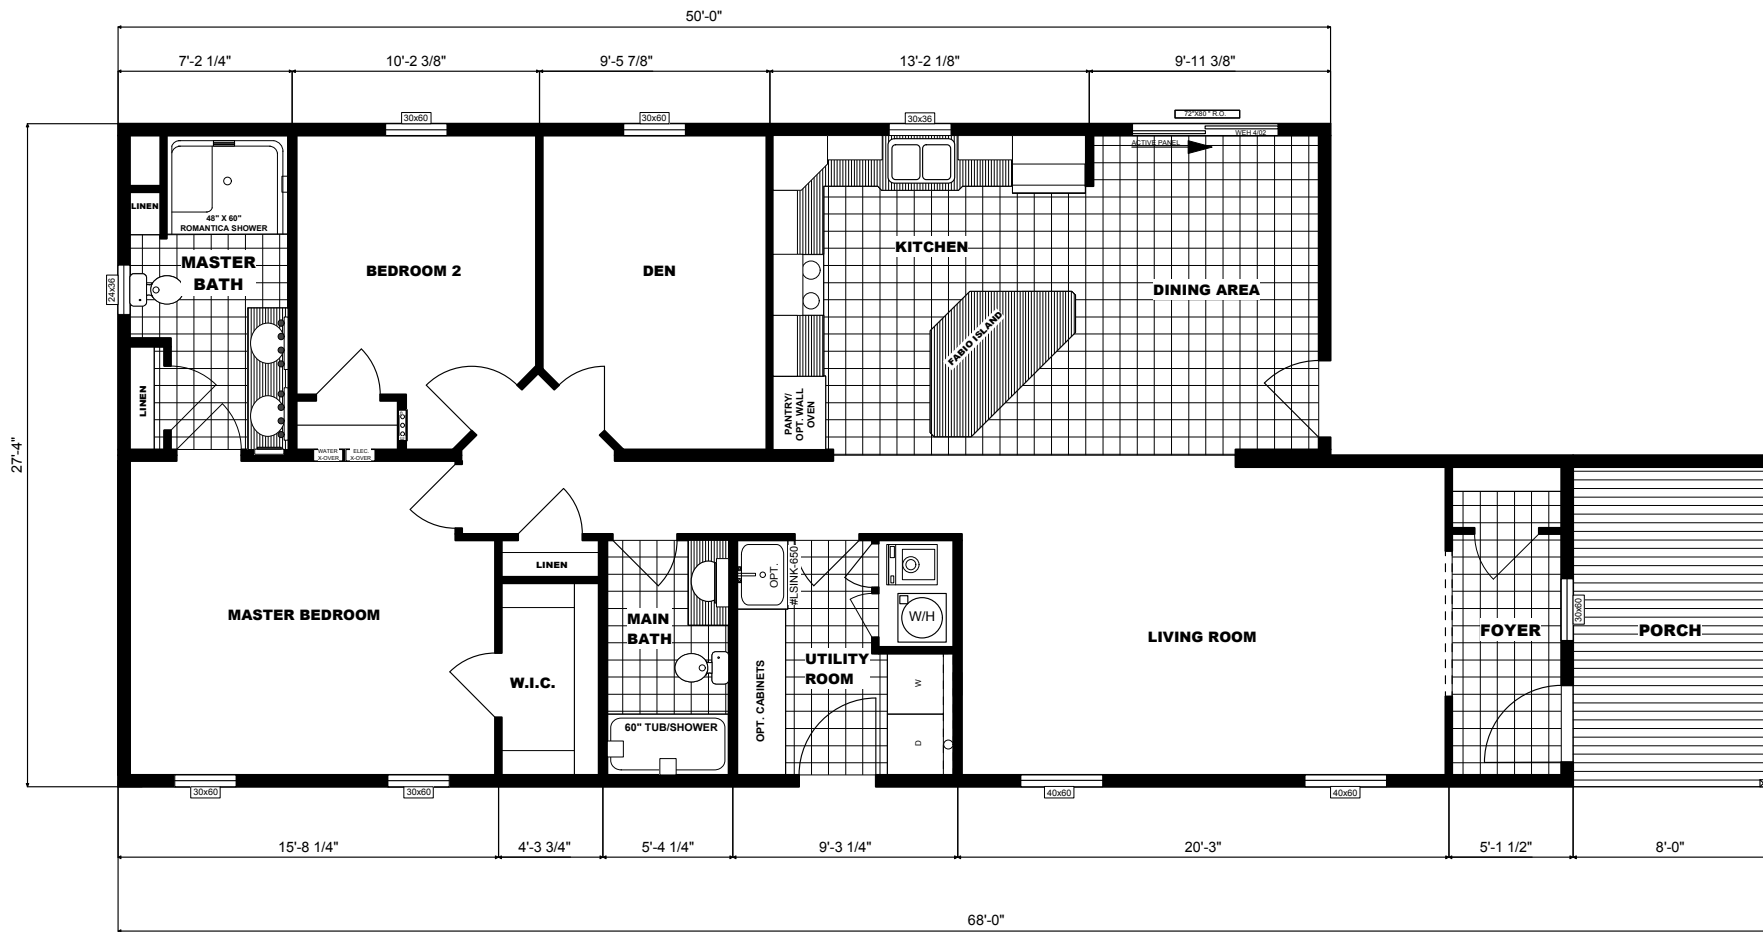 50'-0"
7'-2 1/4"
10'-2 3/8"
9'-5 7/8"
13'-2 1/8"
9'-11 3/8"
30x60
30x60
30x36
72"X80" R.O.
WEH 4/02
ACTIVE PANEL
LINEN
48" X 60"
ROMANTICA SHOWER
MASTER
BATH
24x36
BEDROOM 2
DEN
KITCHEN
DINING AREA
FABIO ISLAND
LINEN
PANTRY/
OPT. WALL
OVEN
WATER
X-OVER
ELEC.
X-OVER
27'-4"
MASTER BEDROOM
LINEN
W.I.C.
MAIN
BATH
60" TUB/SHOWER
OPT.
#LSINK-650
OPT. CABINETS
UTILITY
ROOM
W/H
W
D
LIVING ROOM
FOYER
30x60
PORCH
30x60
30x60
40x60
40x60
15'-8 1/4"
4'-3 3/4"
5'-4 1/4"
9'-3 1/4"
20'-3"
5'-1 1/2"
8'-0"
68'-0"